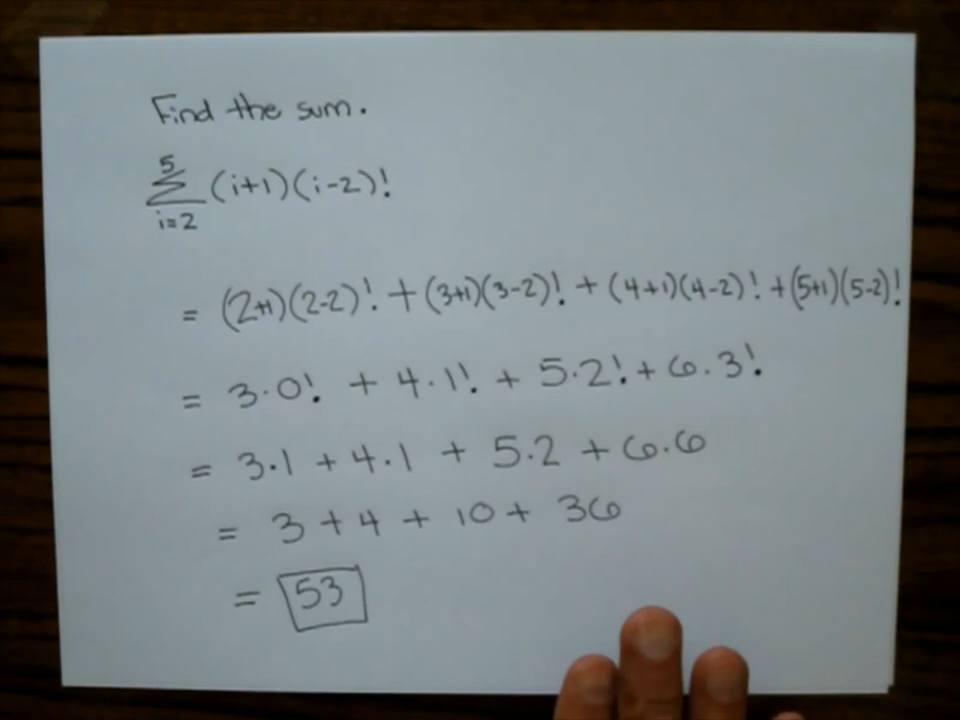 Find the sum.
5
∑ (i+1)(i-2)!
i=2
= (2+1)(2-2)! + (3+1)(3-2)! + (4+1)(4-2)! + (5+1)(5-2)!
= 3·0! + 4·1! + 5·2! + 6·3!
= 3·1 + 4·1 + 5·2 + 6·6
= 3 + 4 + 10 + 36
= 53